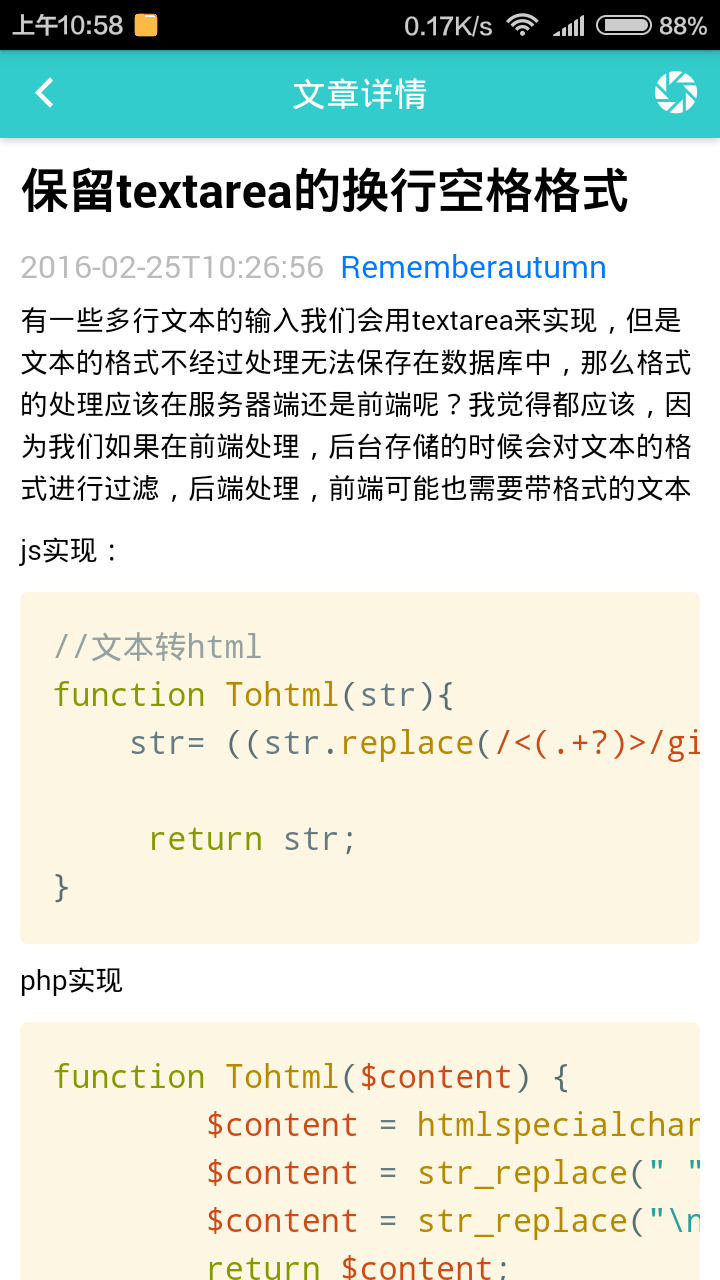 上午10:58 0.17K/s 88%
文章详情
保留textarea的换行空格格式
2016-02-25T10:26:56 Rememberautumn
有一些多行文本的输入我们会用textarea来实现，但是
文本的格式不经过处理无法保存在数据库中，那么格式
的处理应该在服务器端还是前端呢？我觉得都应该，因
为我们如果在前端处理，后台存储的时候会对文本的格
式进行过滤，后端处理，前端可能也需要带格式的文本
js实现：
//文本转html
function Tohtml(str){
    str= ((str.replace(/<(.+?)>/gi
     return str;
}
php实现
function Tohtml($content) {
        $content = htmlspecialchar
        $content = str_replace(" "
        $content = str_replace("\n
        return $content;